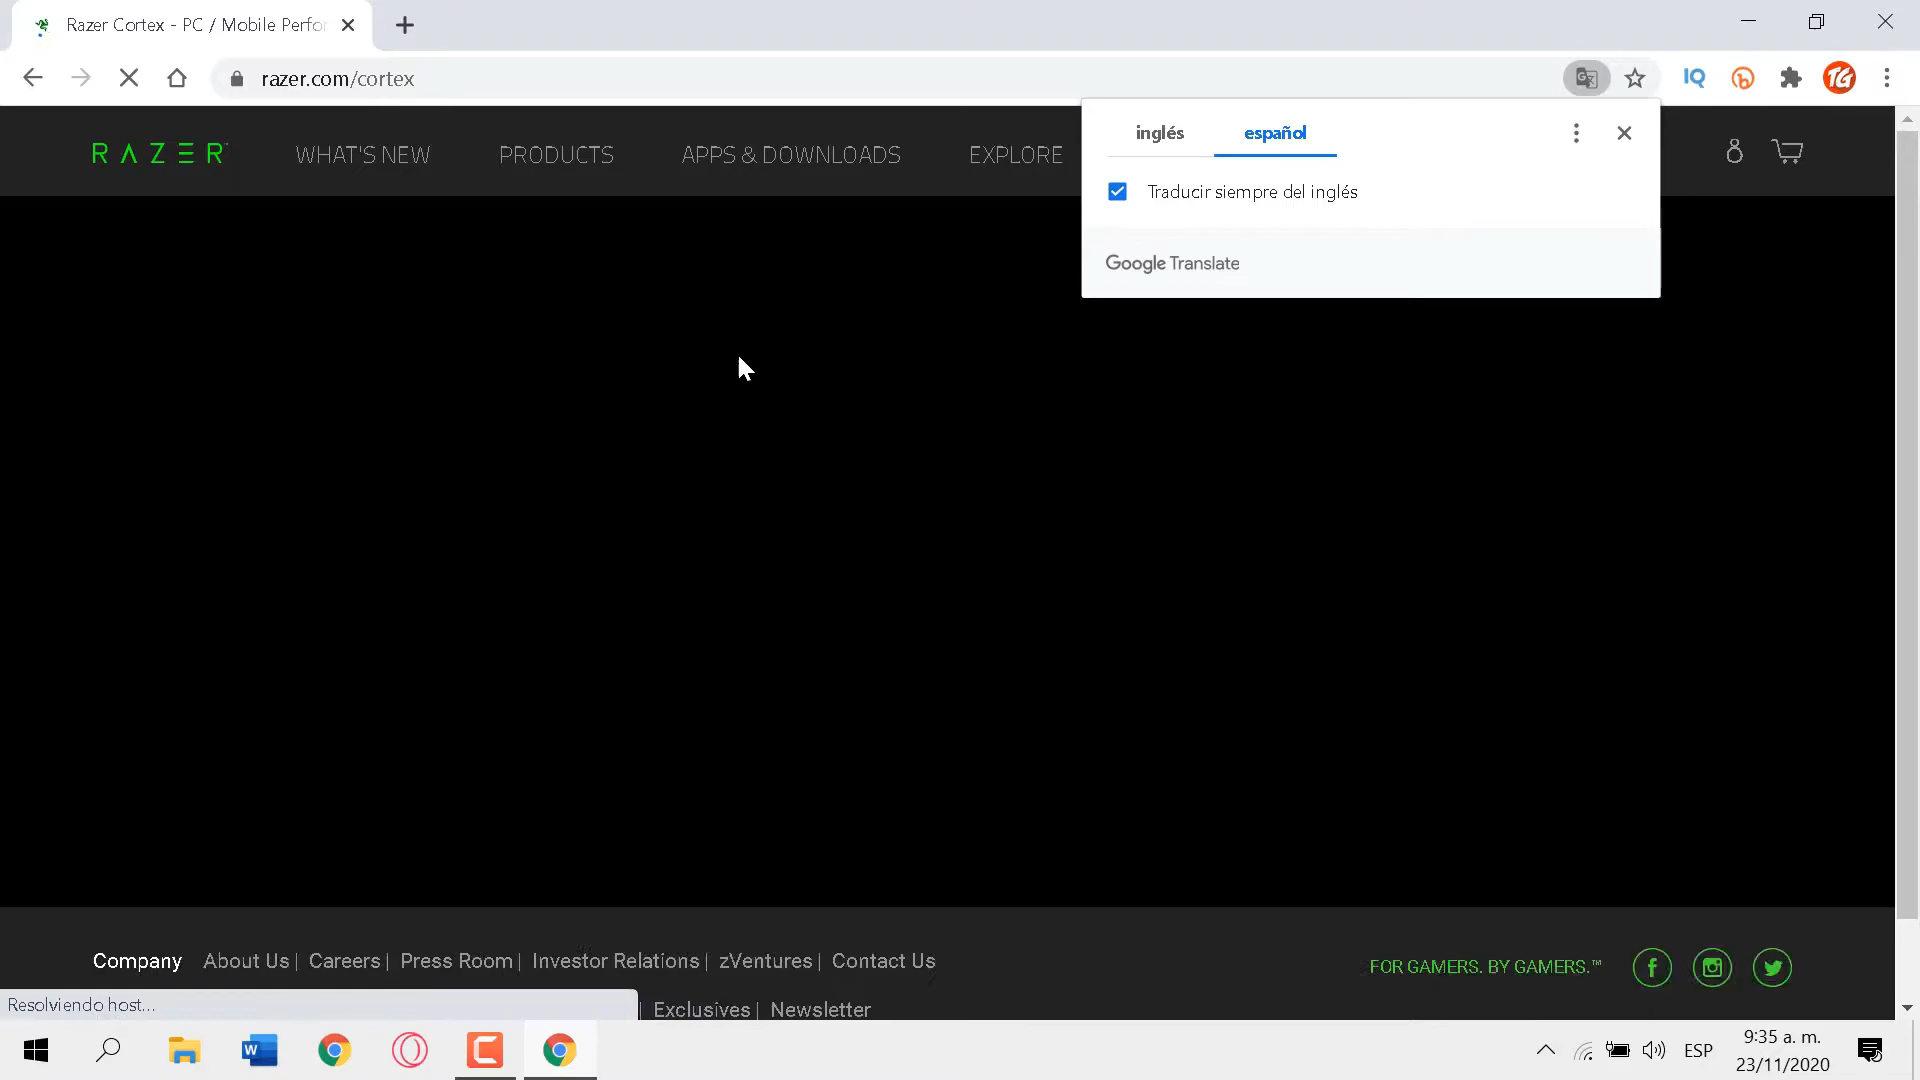 Razer Cortex - PC / Mobile Perfo
razer.com/cortex
IQ
TG
RAZER
WHAT'S NEW
PRODUCTS
APPS & DOWNLOADS
EXPLORE
inglés
español
Traducir siempre del inglés
Google Translate
Company About Us | Careers | Press Room | Investor Relations | zVentures | Contact Us
FOR GAMERS. BY GAMERS.™
Resolviendo host...
| Exclusives | Newsletter
ESP
9:35 a. m.
23/11/2020